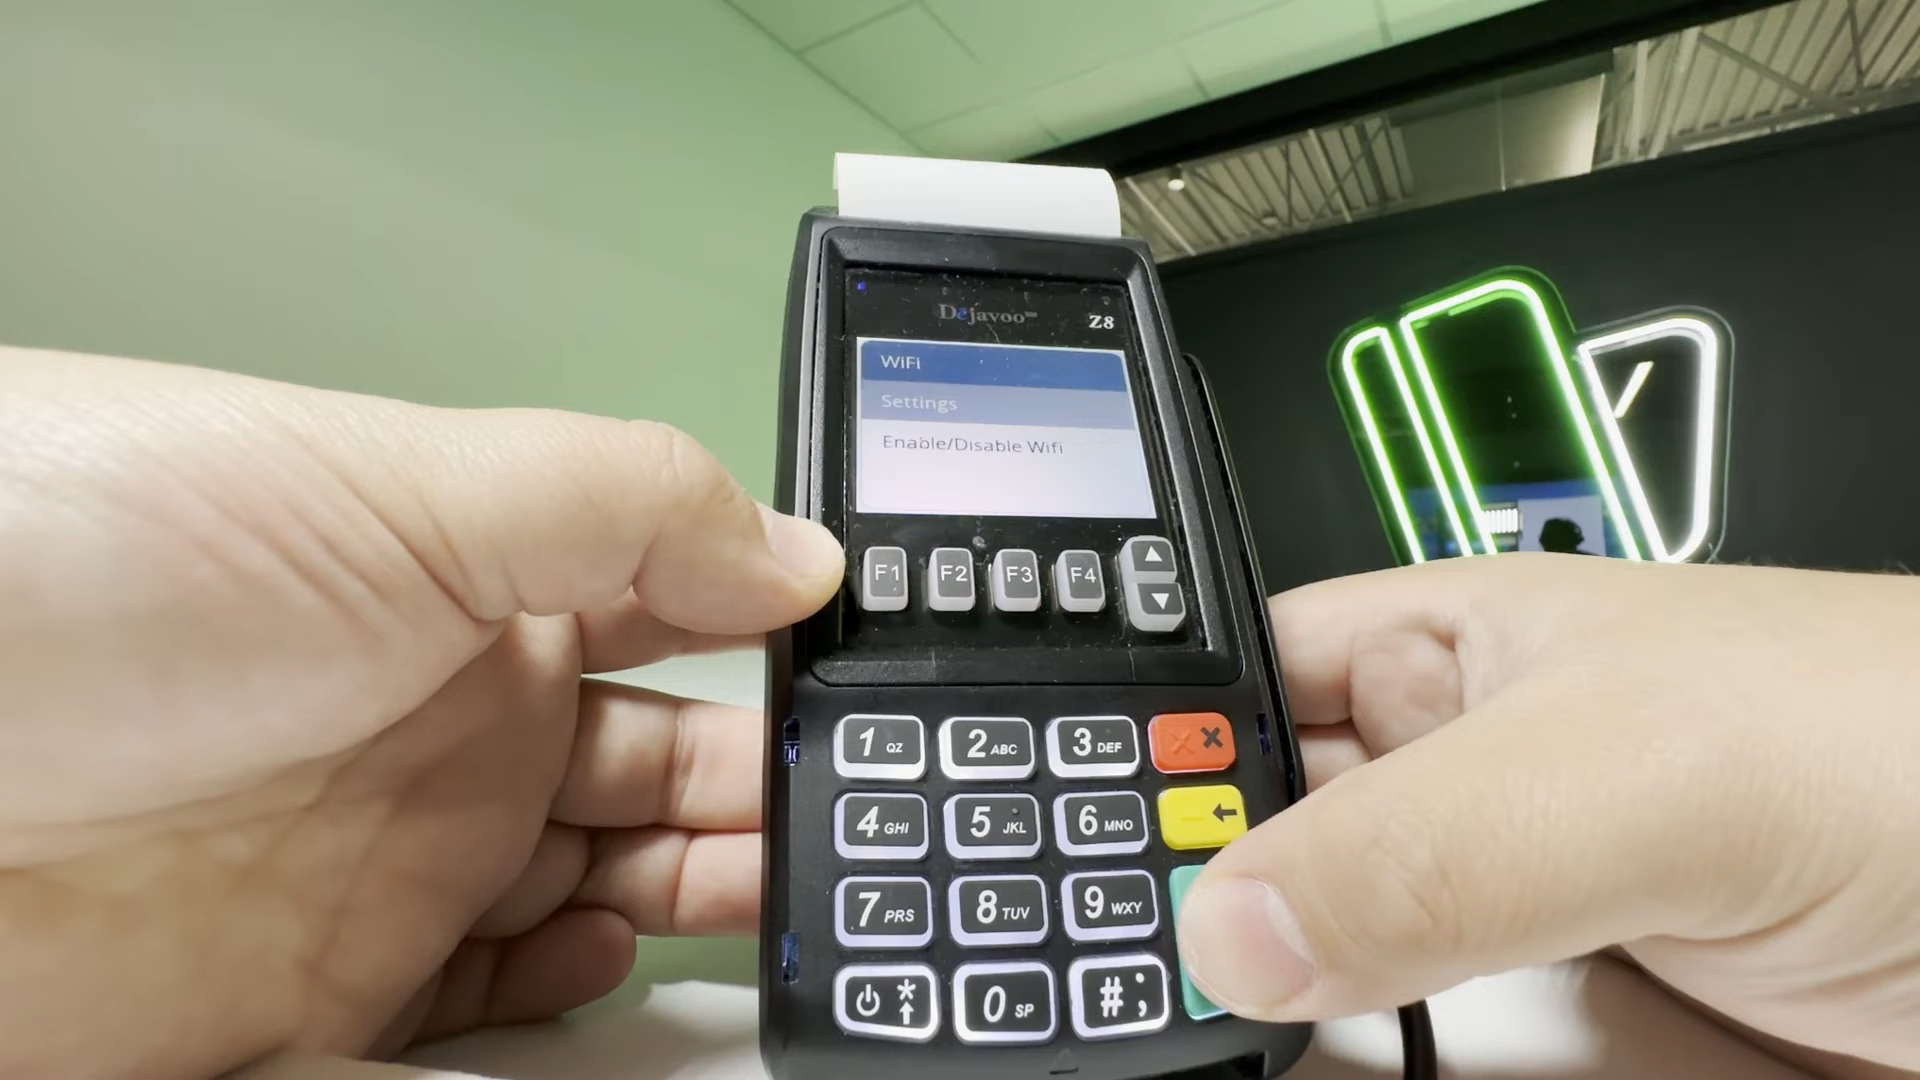 Dejavoo
Z8
WiFi
Settings
Enable/Disable Wifi
F1 F2 F3 F4
1 QZ 2 ABC 3 DEF
4 GHI 5 JKL 6 MNO
7 PRS 8 TUV 9 WXY
* 0 SP # ;